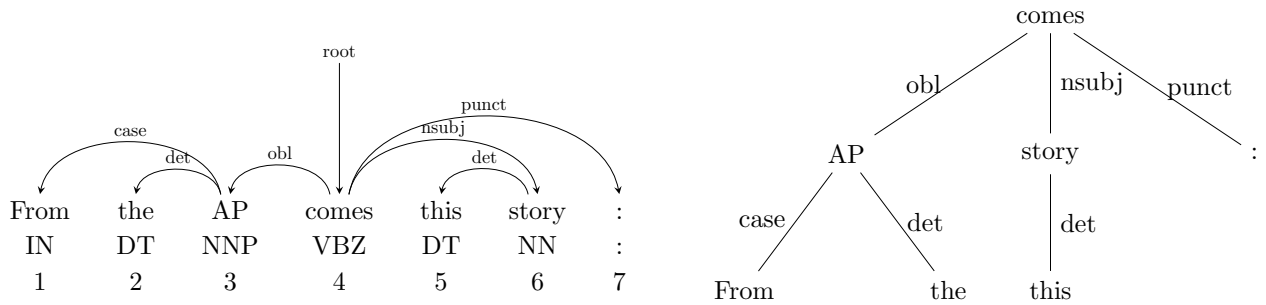 root
punct
case nsubj
det obl det
From the AP comes this story :
IN DT NNP VBZ DT NN :
1 2 3 4 5 6 7
comes
obl nsubj punct
AP story :
case det det
From the this